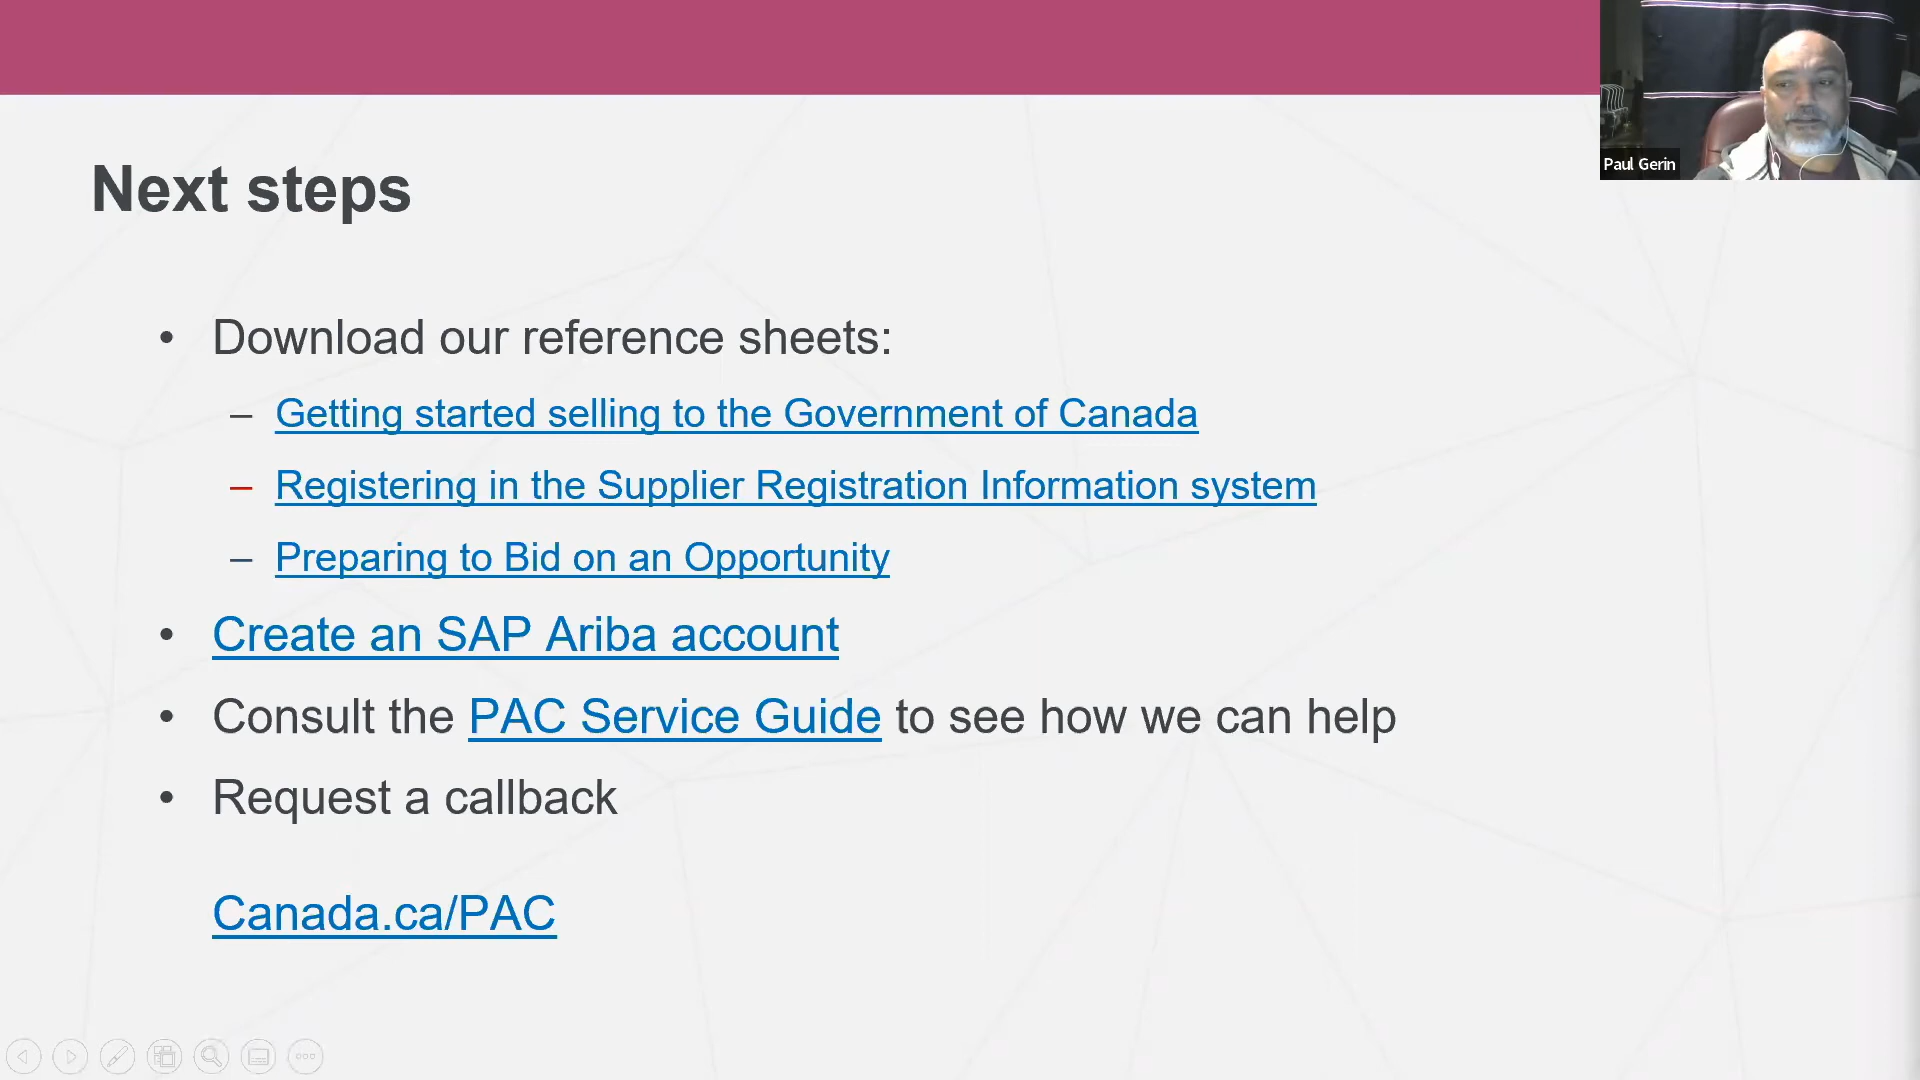 Paul Gerin
Next steps
• Download our reference sheets:
– Getting started selling to the Government of Canada
– Registering in the Supplier Registration Information system
– Preparing to Bid on an Opportunity
• Create an SAP Ariba account
• Consult the PAC Service Guide to see how we can help
• Request a callback
Canada.ca/PAC